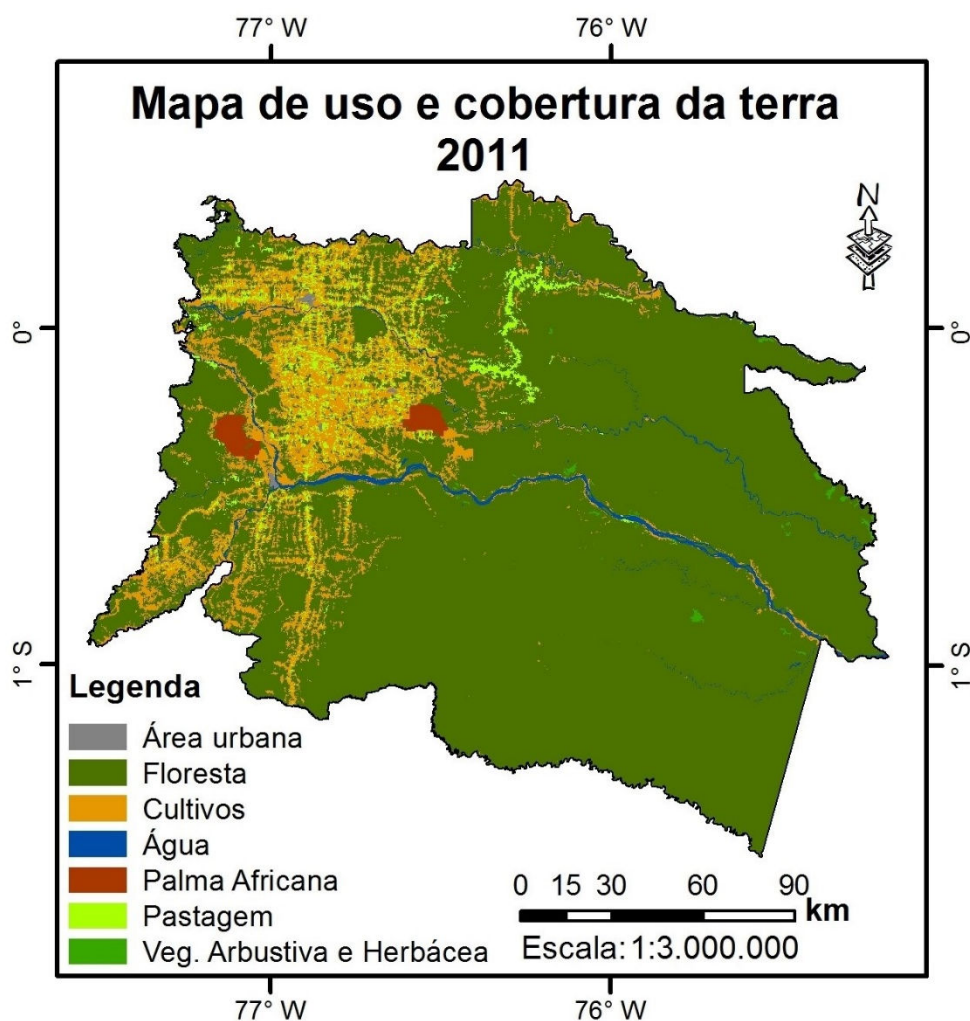 77° W 76° W
Mapa de uso e cobertura da terra
2011
N
0° 0°
1° S 1° S
Legenda
Área urbana
Floresta
Cultivos
Água
Palma Africana
Pastagem
Veg. Arbustiva e Herbácea
0 15 30 60 90
km
Escala: 1:3.000.000
77° W 76° W